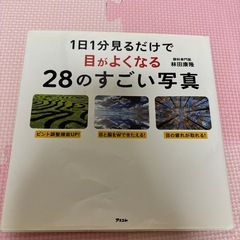 1日1分見るだけで
目がよくなる
眼科専門医
林田康隆
28のすごい写真
ピント調整機能UP!
目と脳をWできたえる!
目の疲れが取れる!
アスコム